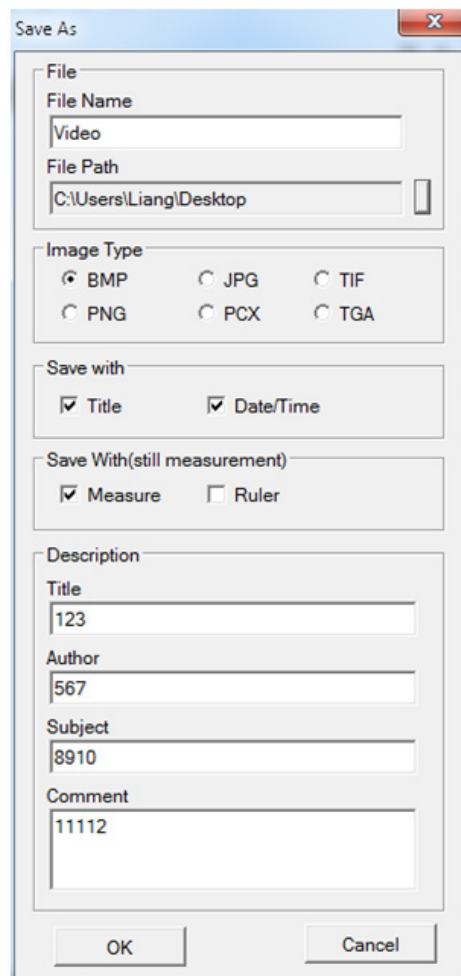 Save As
File
File Name
Video
File Path
C:\Users\Liang\Desktop
Image Type
BMP JPG TIF
PNG PCX TGA
Save with
Title Date/Time
Save With(still measurement)
Measure Ruler
Description
Title
123
Author
567
Subject
8910
Comment
11112
OK Cancel